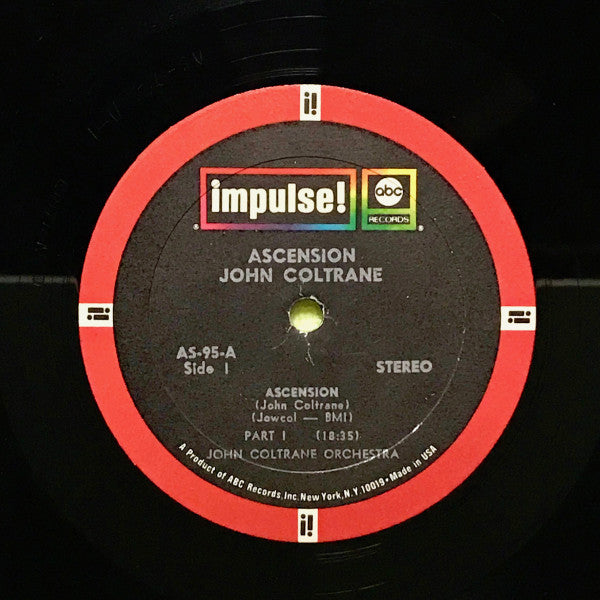 i!
impulse! abc RECORDS
ASCENSION
JOHN COLTRANE
AS-95-A
Side 1
STEREO
ASCENSION
(John Coltrane)
(Jowcol — BMI)
PART 1 (18:35)
JOHN COLTRANE ORCHESTRA
A Product of ABC Records, Inc. New York, N.Y. 10019 • Made in USA
i!
i!
i!